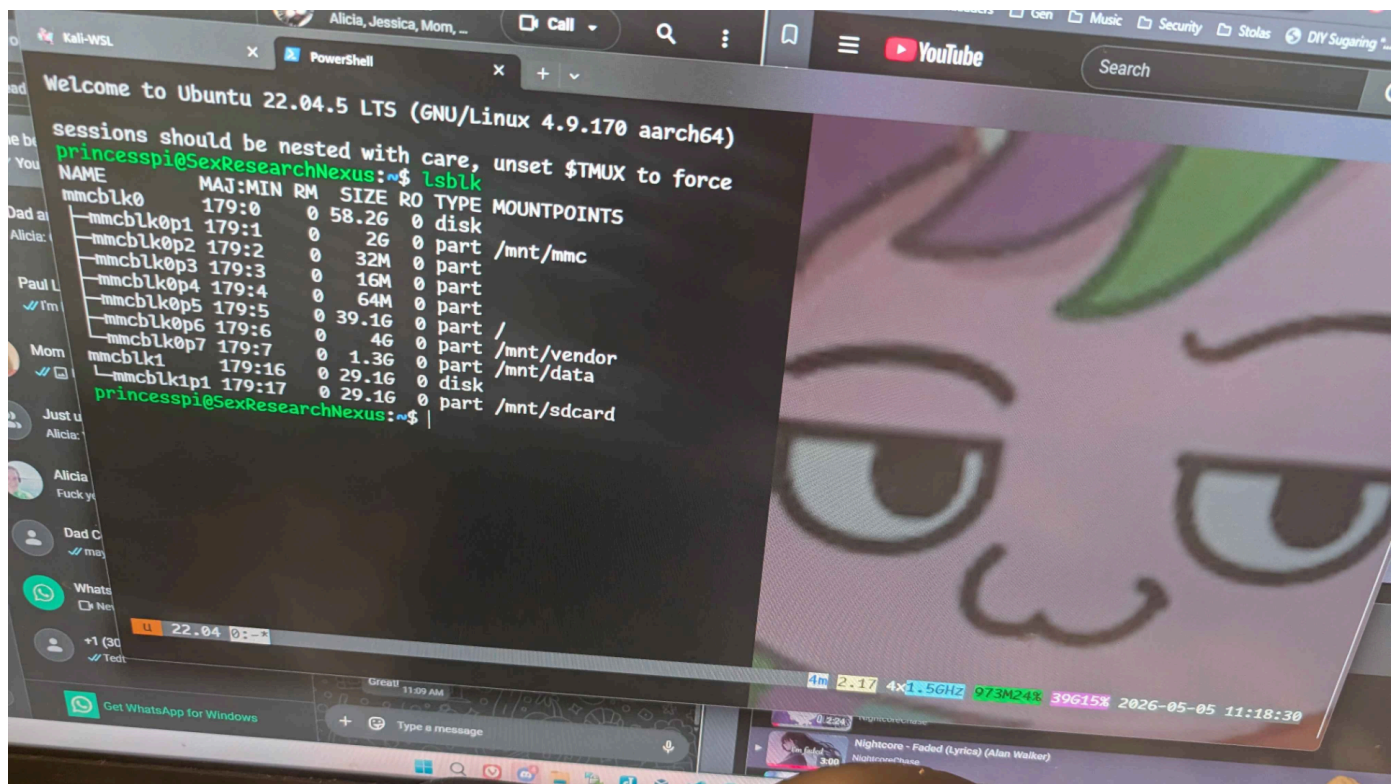 Alicia, Jessica, Mom, ...
Call
Gen
Music
Security
Stolas
DIY Sugaring
YouTube
Search
Kali-WSL
PowerShell
Welcome to Ubuntu 22.04.5 LTS (GNU/Linux 4.9.170 aarch64)
sessions should be nested with care, unset $TMUX to force
princesspi@SexResearchNexus:~$ lsblk
NAME MAJ:MIN RM SIZE RO TYPE MOUNTPOINTS
mmcblk0 179:0 0 58.2G 0 disk
├─mmcblk0p1 179:1 0 2G 0 part /mnt/mmc
├─mmcblk0p2 179:2 0 32M 0 part
├─mmcblk0p3 179:3 0 16M 0 part
├─mmcblk0p4 179:4 0 64M 0 part
├─mmcblk0p5 179:5 0 39.1G 0 part /
├─mmcblk0p6 179:6 0 4G 0 part /mnt/vendor
└─mmcblk0p7 179:7 0 1.3G 0 part /mnt/data
mmcblk1 179:16 0 29.1G 0 disk
└─mmcblk1p1 179:17 0 29.1G 0 part /mnt/sdcard
princesspi@SexResearchNexus:~$
u 22.04 0:-*
4m 2.17 4x1.5GHz 973M24% 39G15% 2026-05-05 11:18:30
You
Alicia:
Paul L
I'm
Mom
Just u
Alicia:
Alicia
Fuck
Dad C
Whats
+1 (30
Get WhatsApp for Windows
Great!
11:09 AM
Type a message
2:24
NightcoreChase
I'm faded
3:00
Nightcore - Faded (Lyrics) (Alan Walker)
NightcoreChase